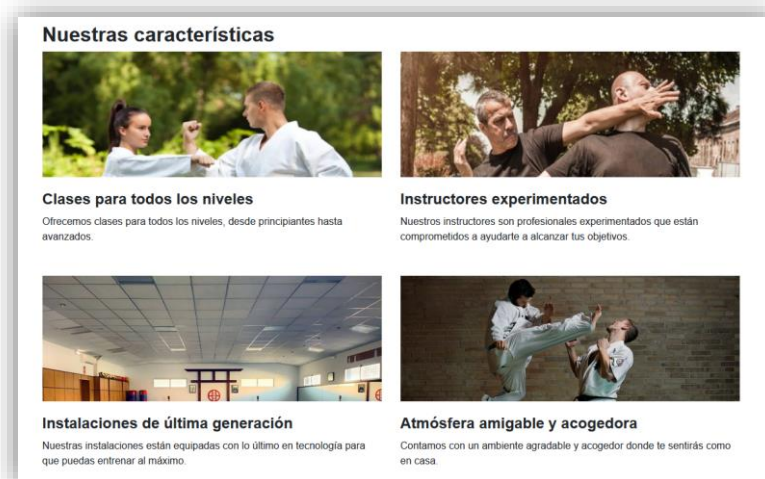 Nuestras características
Clases para todos los niveles
Ofrecemos clases para todos los niveles, desde principiantes hasta
avanzados.
Instructores experimentados
Nuestros instructores son profesionales experimentados que están
comprometidos a ayudarte a alcanzar tus objetivos.
Instalaciones de última generación
Nuestras instalaciones están equipadas con lo último en tecnología para
que puedas entrenar al máximo.
Atmósfera amigable y acogedora
Contamos con un ambiente agradable y acogedor donde te sentirás como
en casa.